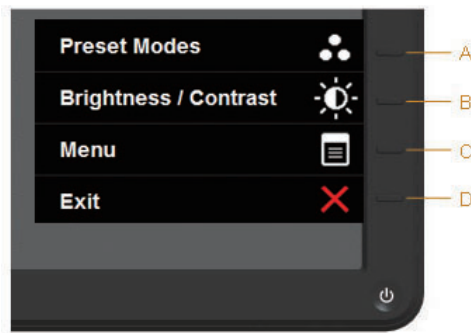 Preset Modes
A
Brightness / Contrast
B
Menu
C
Exit
D